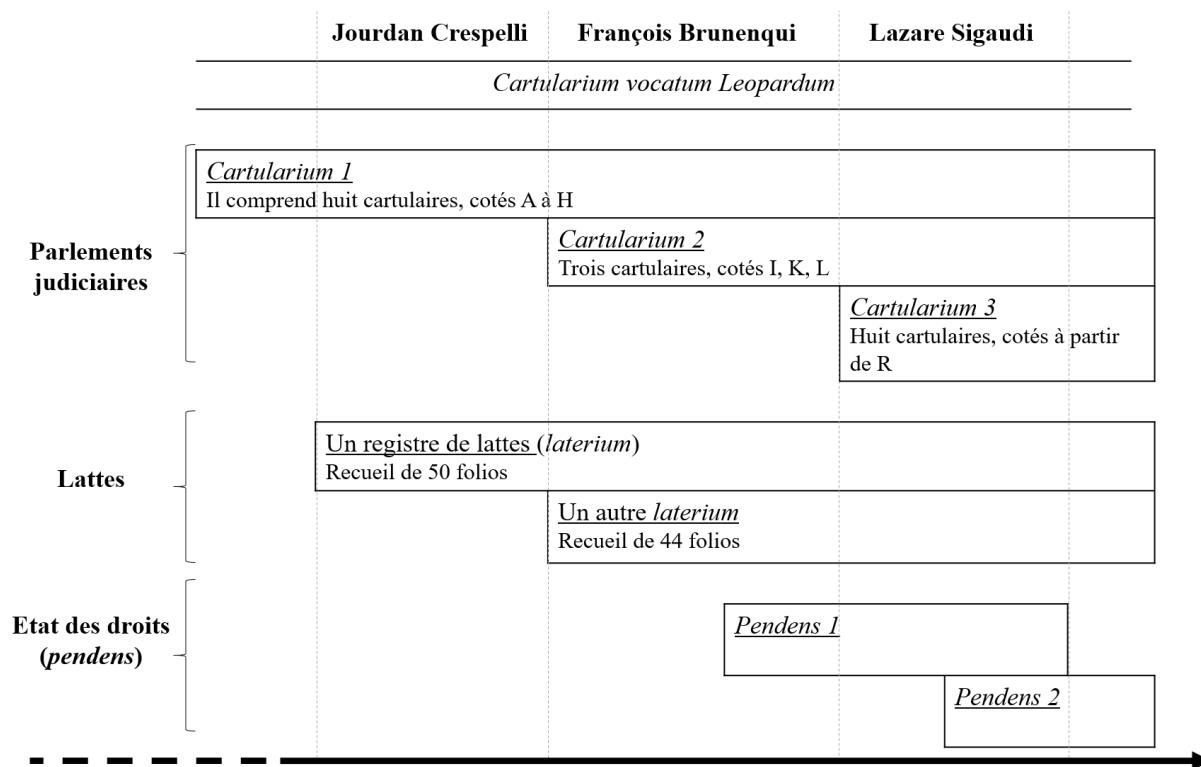 Jourdan Crespelli
François Brunenqui
Lazare Sigaudi
Cartularium vocatum Leopardum
Parlements
judiciaires
Cartularium 1
Il comprend huit cartulaires, cotés A à H
Cartularium 2
Trois cartulaires, cotés I, K, L
Cartularium 3
Huit cartulaires, cotés à partir
de R
Lattes
Un registre de lattes (laterium)
Recueil de 50 folios
Un autre laterium
Recueil de 44 folios
Etat des droits
(pendens)
Pendens 1
Pendens 2